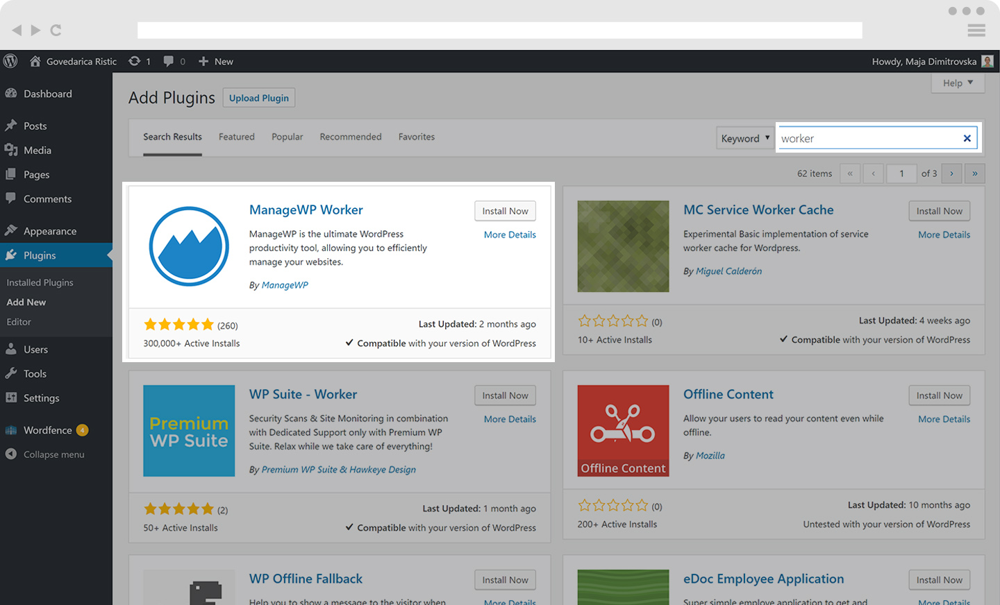 Govedarica Ristic 1 0 New
Howdy, Maja Dimitrovska
Dashboard
Posts
Media
Pages
Comments
Appearance
Plugins
Installed Plugins
Add New
Editor
Users
Tools
Settings
Wordfence 4
Collapse menu
Help ▼
Add Plugins Upload Plugin
Search Results Featured Popular Recommended Favorites
Keyword ▼ worker ×
62 items « ‹ 1 of 3 › »
ManageWP Worker
Install Now
More Details
ManageWP is the ultimate WordPress
productivity tool, allowing you to efficiently
manage your websites.
By ManageWP
(260)
300,000+ Active Installs
Last Updated: 2 months ago
✓ Compatible with your version of WordPress
MC Service Worker Cache
Install Now
More Details
Experimental Basic implementation of service
worker cache for Wordpress.
By Miguel Calderón
(0)
10+ Active Installs
Last Updated: 4 weeks ago
✓ Compatible with your version of WordPress
Premium
WP Suite
WP Suite - Worker
Install Now
More Details
Security Scans & Site Monitoring in combination
with Dedicated Support only with Premium WP
Suite. Relax while we take care of everything!
By Premium WP Suite & Hawkeye Design
(2)
50+ Active Installs
Last Updated: 1 month ago
✓ Compatible with your version of WordPress
Offline Content
Offline Content
Install Now
More Details
Allow your users to read your content even while
offline.
By Mozilla
(0)
200+ Active Installs
Last Updated: 10 months ago
Untested with your version of WordPress
WP Offline Fallback
Install Now
More Details
Help you to show a message to the visitor when
eDoc Employee Application
Install Now
More Details
Super simple employe application to get and